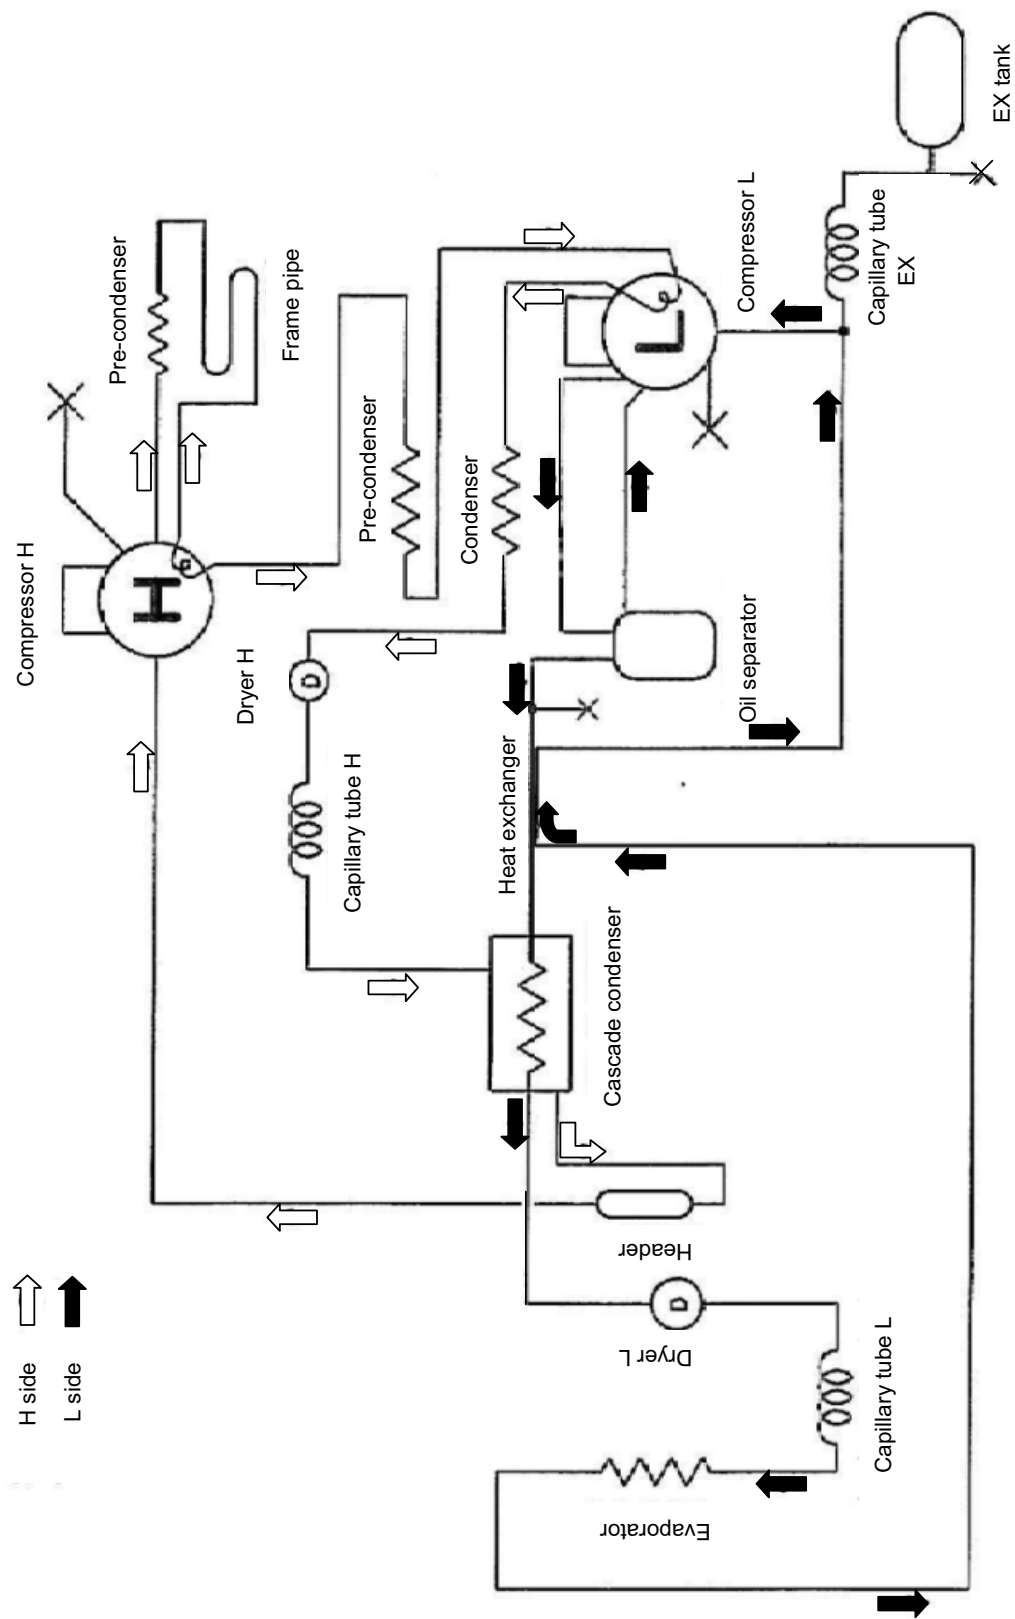 H side
L side
Compressor H
Pre-condenser
Frame pipe
H
Dryer H
D
Capillary tube H
Pre-condenser
Condenser
Compressor L
L
Capillary tube
EX
EX tank
Oil separator
Heat exchanger
Cascade condenser
Header
Dryer L
D
Capillary tube L
Evaporator